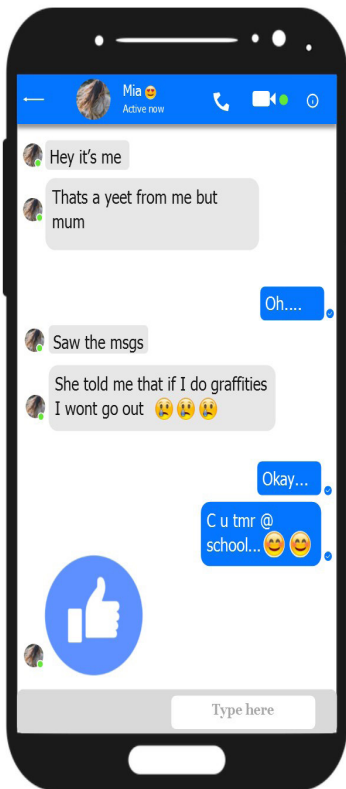 Mia 😍
Active now
Hey it's me
Thats a yeet from me but
mum
Oh....
Saw the msgs
She told me that if I do graffities
I wont go out 😢😢😢
Okay...
C u tmr @
school...😊😊
Type here